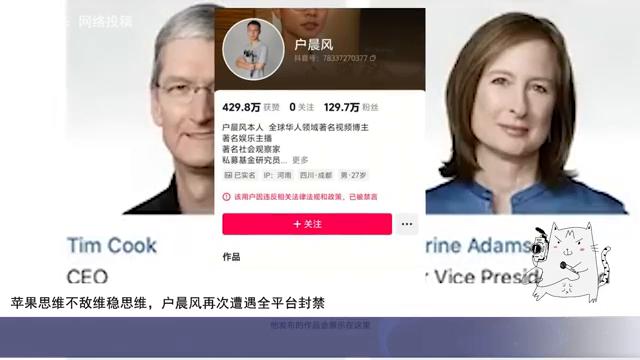 网络投稿
户晨风
抖音号：78337270377
429.8万 获赞 0 关注 129.7万 粉丝
户晨风本人 全球华人领域著名视频博主
著名娱乐主播
著名社会观察家
私募基金研究员... 更多
已实名 IP：河南 四川·成都 男·27岁
该用户因违反相关法律法规和政策，已被禁言
+ 关注
作品
Tim Cook
CEO
rine Adams
Vice Presid
苹果思维不敌维稳思维，户晨风再次遭遇全平台封禁
他发布的作品会展示在这里